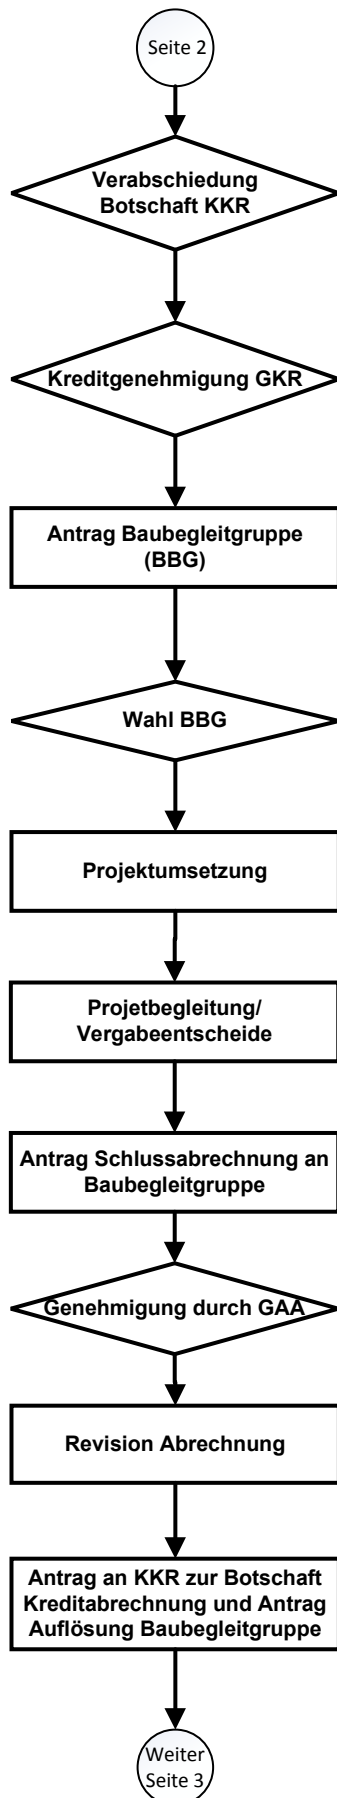 Seite 2
Verabschiedung
Botschaft KKR
Kreditgenehmigung GKR
Antrag Baubegleitgruppe
(BBG)
Wahl BBG
Projektumsetzung
Projetbegleitung/
Vergabeentscheide
Antrag Schlussabrechnung an
Baubegleitgruppe
Genehmigung durch GAA
Revision Abrechnung
Antrag an KKR zur Botschaft
Kreditabrechnung und Antrag
Auflösung Baubegleitgruppe
Weiter
Seite 3